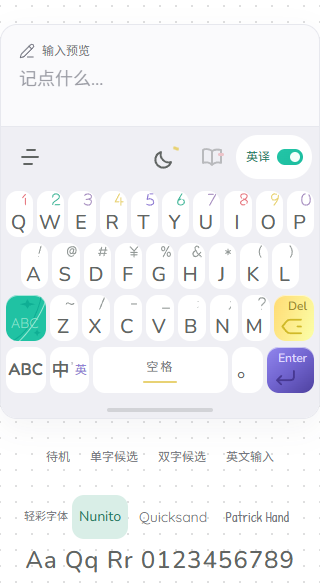 输入预览
记点什么...
英译
1 2 3 4 5 6 7 8 9 0
Q W E R T Y U I O P
! @ # ¥ % & * ( )
A S D F G H J K L
~ / - _ : ; ? Del
ABC Z X C V B N M
ABC 中 英 空格 。 Enter
待机 单字候选 双字候选 英文输入
轻彩字体 Nunito Quicksand Patrick Hand
Aa Qq Rr 0123456789